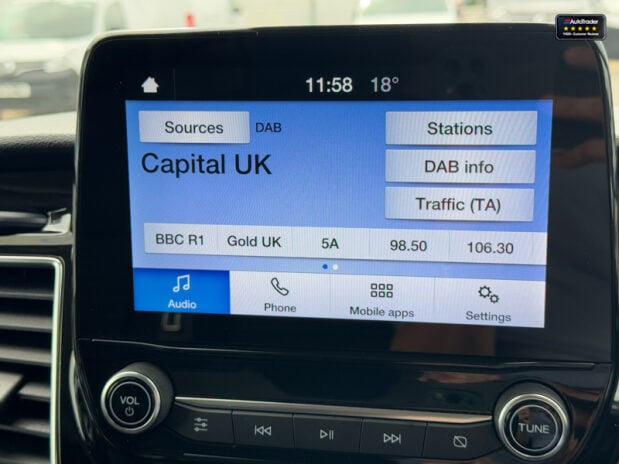 AutoTrader
11:58 18°
Sources DAB Stations
Capital UK
DAB info
Traffic (TA)
BBC R1 Gold UK 5A 98.50 106.30
Audio Phone Mobile apps Settings
VOL
TUNE